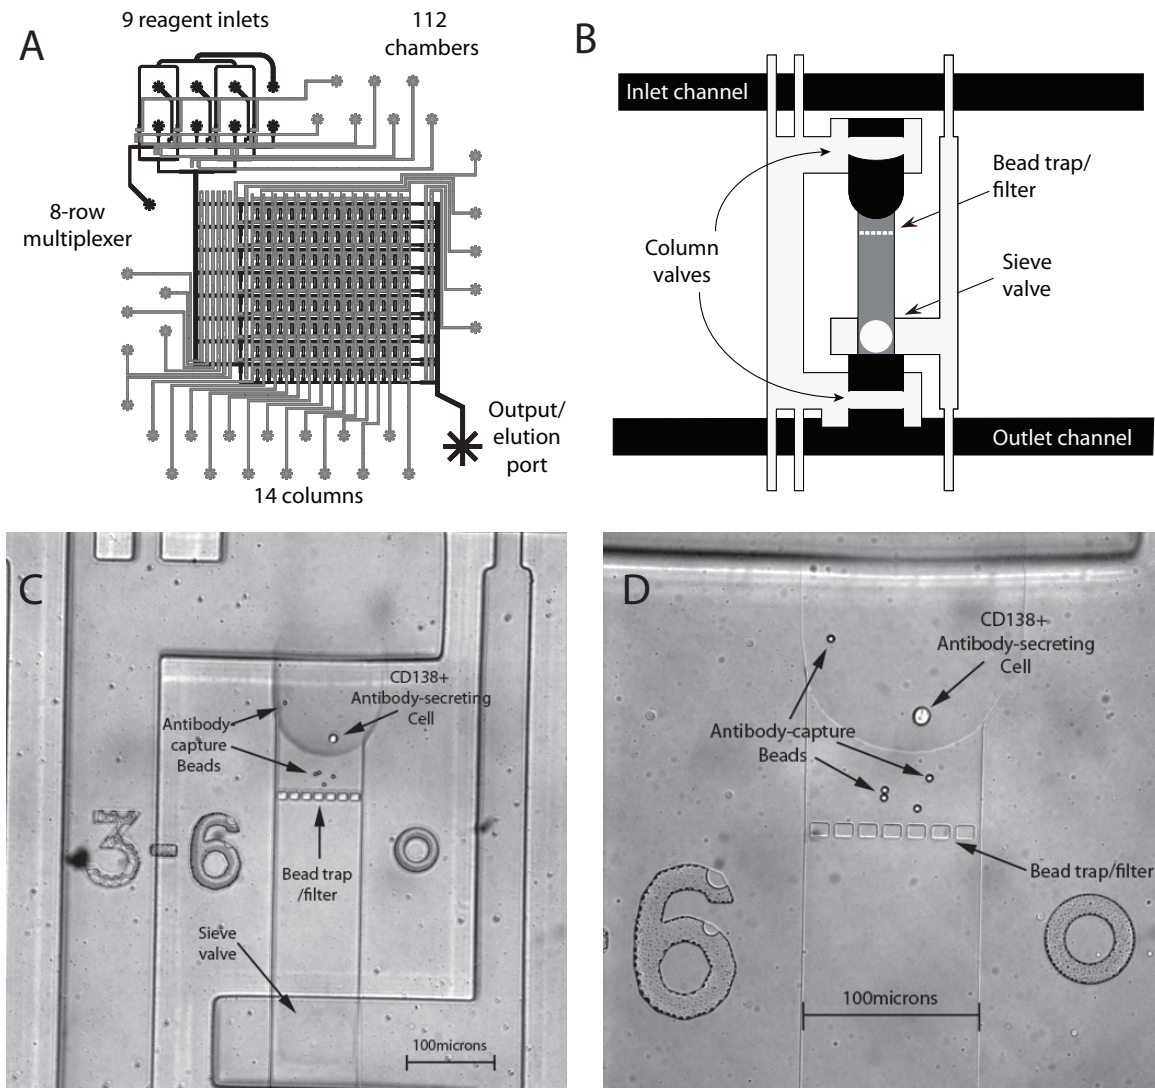 A
9 reagent inlets
112
chambers
8-row
multiplexer
Output/
elution
port
14 columns
B
Inlet channel
Bead trap/
filter
Column
valves
Sieve
valve
Outlet channel
C
CD138+
Antibody-secreting
Cell
Antibody-
capture
Beads
3-6
O
Bead trap
/filter
Sieve
valve
100microns
D
CD138+
Antibody-secreting
Cell
Antibody-capture
Beads
Bead trap/filter
6
O
100microns